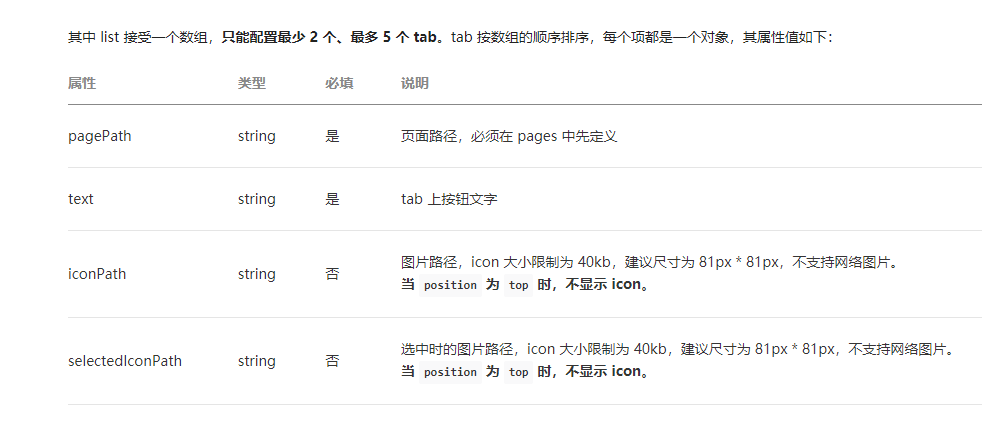 其中 list 接受一个数组，只能配置最少 2 个、最多 5 个 tab。tab 按数组的顺序排序，每个项都是一个对象，其属性值如下：
属性 类型 必填 说明
pagePath string 是 页面路径，必须在 pages 中先定义
text string 是 tab 上按钮文字
iconPath string 否 图片路径，icon 大小限制为 40kb，建议尺寸为 81px * 81px，不支持网络图片。
当 position 为 top 时，不显示 icon。
selectedIconPath string 否 选中时的图片路径，icon 大小限制为 40kb，建议尺寸为 81px * 81px，不支持网络图片。
当 position 为 top 时，不显示 icon。